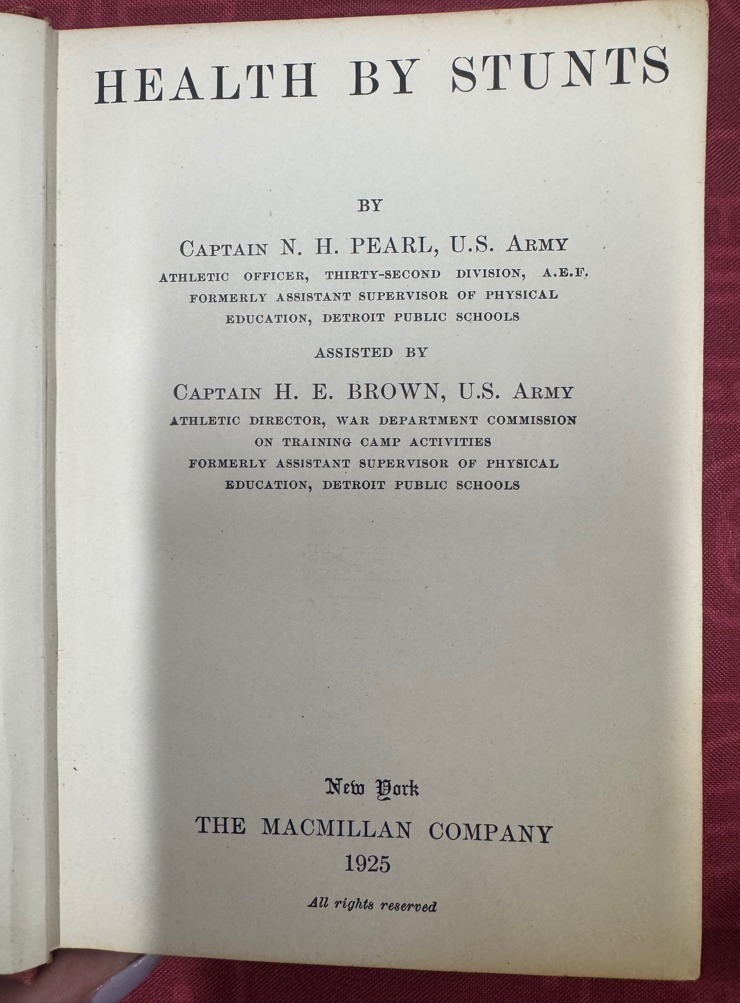 HEALTH BY STUNTS
BY
CAPTAIN N. H. PEARL, U.S. ARMY
ATHLETIC OFFICER, THIRTY-SECOND DIVISION, A.E.F.
FORMERLY ASSISTANT SUPERVISOR OF PHYSICAL
EDUCATION, DETROIT PUBLIC SCHOOLS
ASSISTED BY
CAPTAIN H. E. BROWN, U.S. ARMY
ATHLETIC DIRECTOR, WAR DEPARTMENT COMMISSION
ON TRAINING CAMP ACTIVITIES
FORMERLY ASSISTANT SUPERVISOR OF PHYSICAL
EDUCATION, DETROIT PUBLIC SCHOOLS
New York
THE MACMILLAN COMPANY
1925
All rights reserved